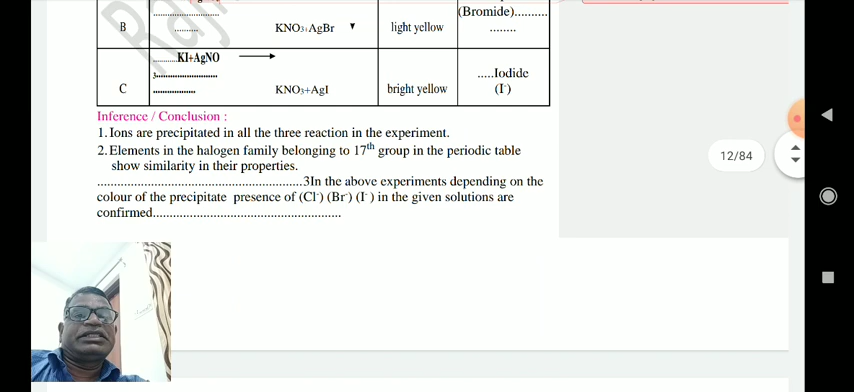 (Bromide)..........
B .......... KNO3+AgBr light yellow ........
...........KI+AgNO
3........................... .....Iodide
C .................. KNO3+AgI bright yellow (I-)
Inference / Conclusion :
1. Ions are precipitated in all the three reaction in the experiment.
2. Elements in the halogen family belonging to 17th group in the periodic table
show similarity in their properties.
.............................................................3In the above experiments depending on the
colour of the precipitate presence of (Cl-) (Br-) (I- ) in the given solutions are
confirmed........................................................
12/84